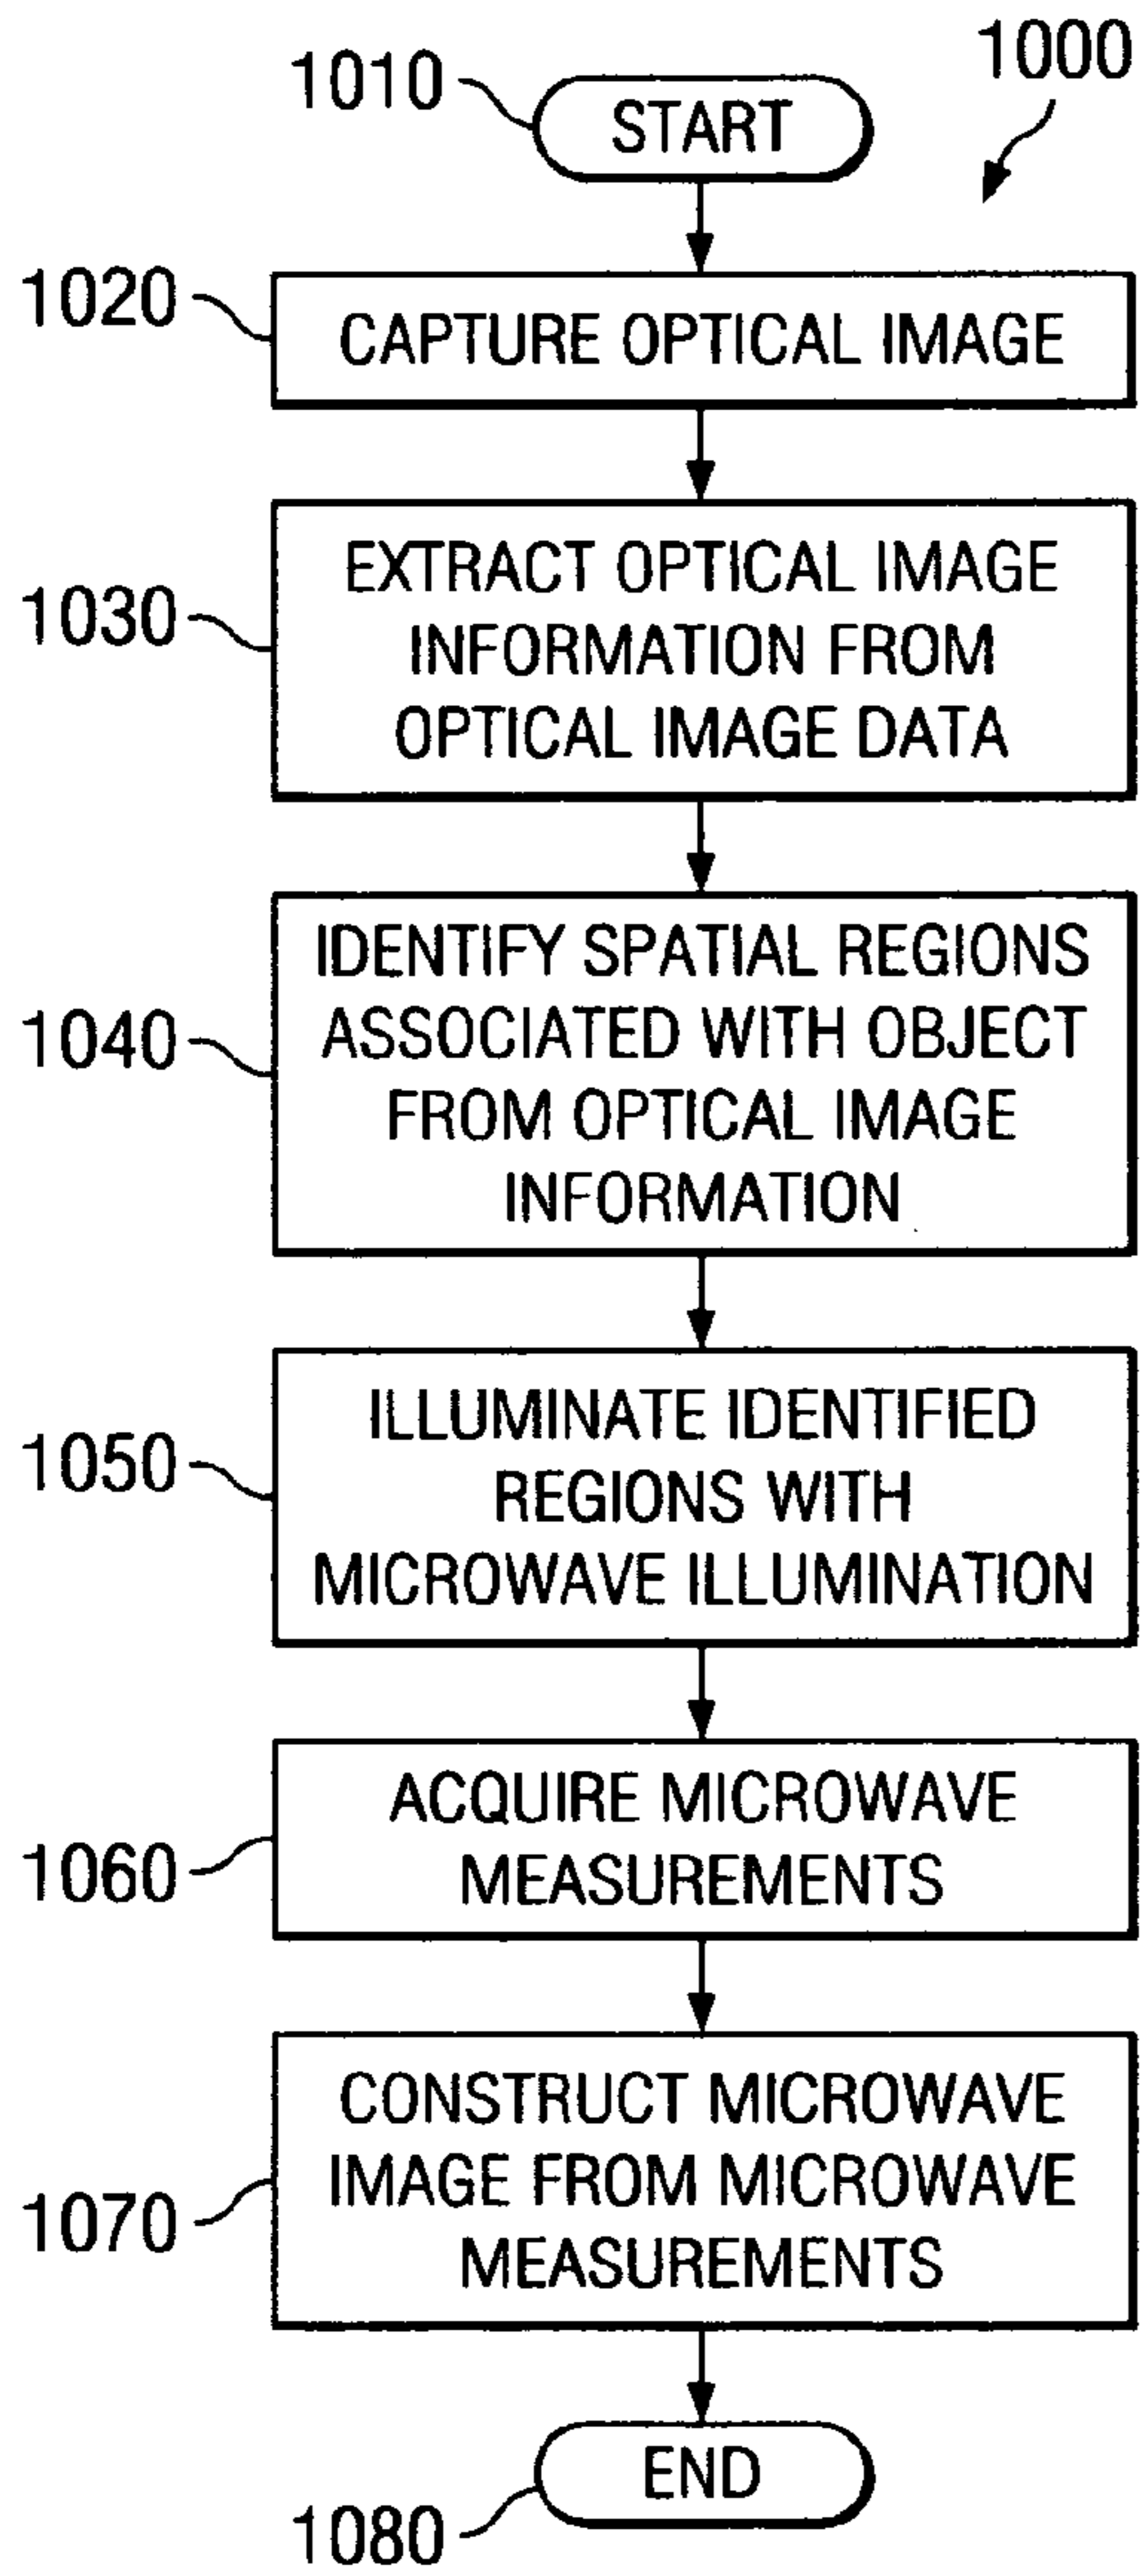 1000
1010
START
1020
CAPTURE OPTICAL IMAGE
1030
EXTRACT OPTICAL IMAGE
INFORMATION FROM
OPTICAL IMAGE DATA
1040
IDENTIFY SPATIAL REGIONS
ASSOCIATED WITH OBJECT
FROM OPTICAL IMAGE
INFORMATION
1050
ILLUMINATE IDENTIFIED
REGIONS WITH
MICROWAVE ILLUMINATION
1060
ACQUIRE MICROWAVE
MEASUREMENTS
1070
CONSTRUCT MICROWAVE
IMAGE FROM MICROWAVE
MEASUREMENTS
END
1080